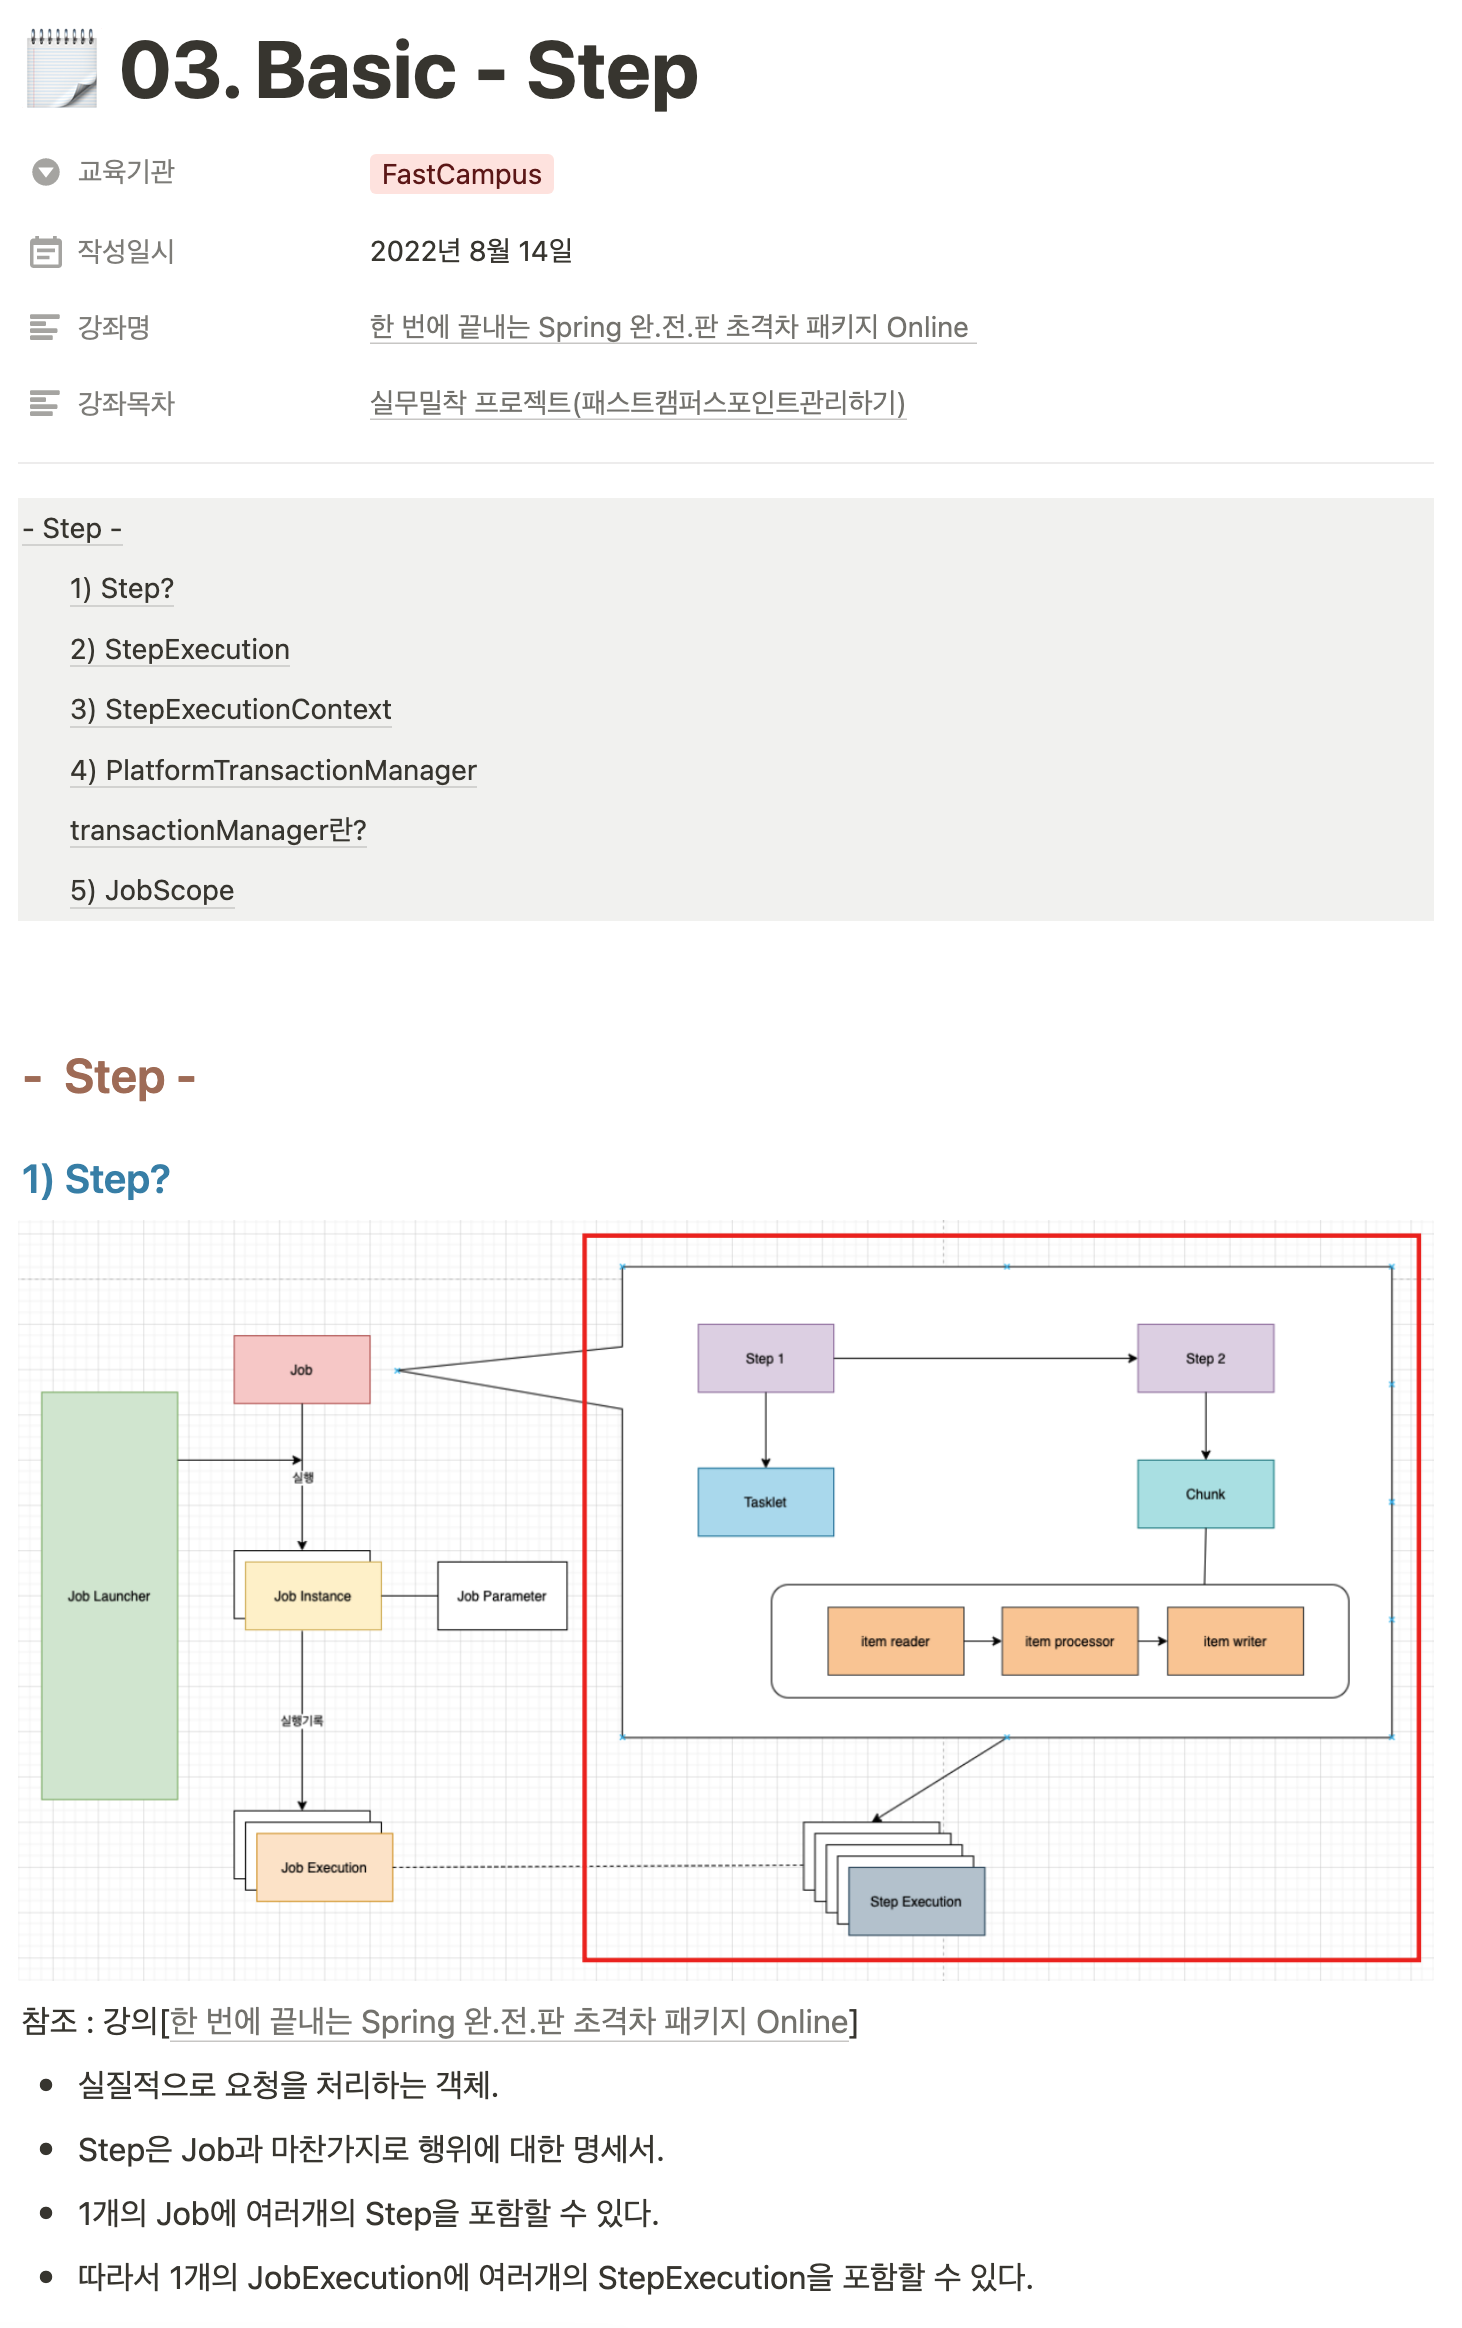 03. Basic - Step
교육기관 FastCampus
작성일시 2022년 8월 14일
강좌명 한 번에 끝내는 Spring 완.전.판 초격차 패키지 Online
강좌목차 실무밀착 프로젝트(패스트캠퍼스포인트관리하기)
- Step -
1) Step?
2) StepExecution
3) StepExecutionContext
4) PlatformTransactionManager
transactionManager란?
5) JobScope
- Step -
1) Step?
Job
Job Launcher
실행
Job Instance
Job Parameter
실행기록
Job Execution
Step 1
Step 2
Tasklet
Chunk
item reader
item processor
item writer
Step Execution
참조 : 강의[한 번에 끝내는 Spring 완.전.판 초격차 패키지 Online]
• 실질적으로 요청을 처리하는 객체.
• Step은 Job과 마찬가지로 행위에 대한 명세서.
• 1개의 Job에 여러개의 Step을 포함할 수 있다.
• 따라서 1개의 JobExecution에 여러개의 StepExecution을 포함할 수 있다.